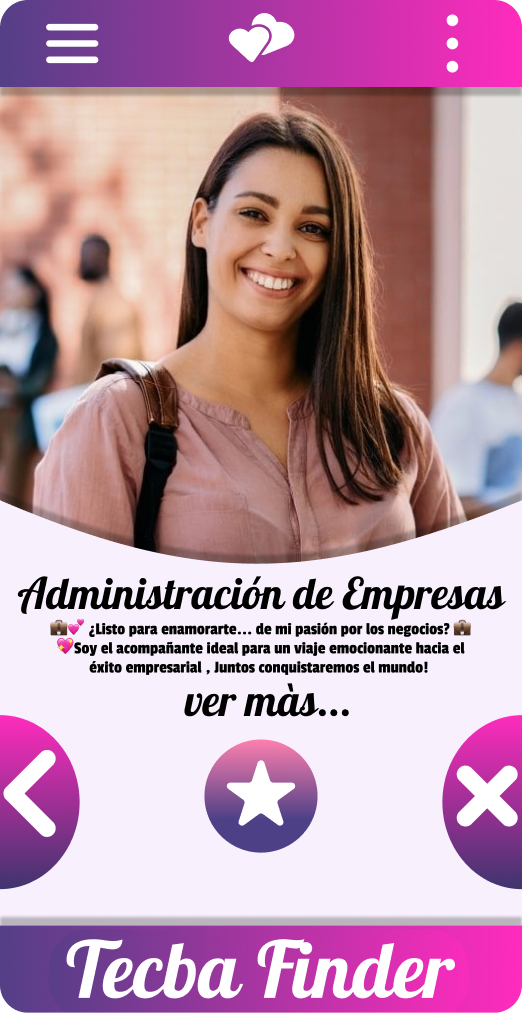 Administración de Empresas
💼💕 ¿Listo para enamorarte... de mi pasión por los negocios? 💼
💖Soy el acompañante ideal para un viaje emocionante hacia el
éxito empresarial , Juntos conquistaremos el mundo!
ver màs...
Tecba Finder